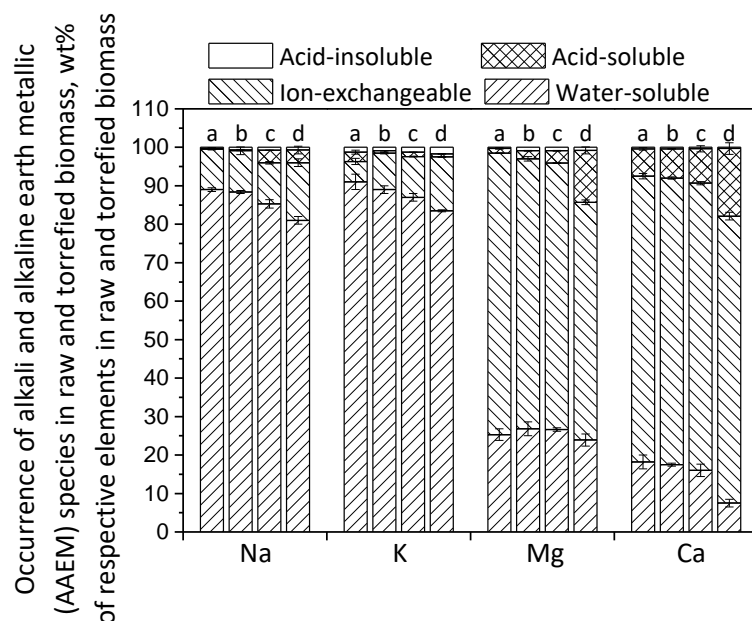 Acid-insoluble Acid-soluble
Ion-exchangeable Water-soluble
Occurrence of alkali and alkaline earth metallic
(AAEM) species in raw and torrefied biomass, wt%
of respective elements in raw and torrefied biomass
110
100
90
80
70
60
50
40
30
20
10
0
a b c d a b c d a b c d a b c d
Na K Mg Ca